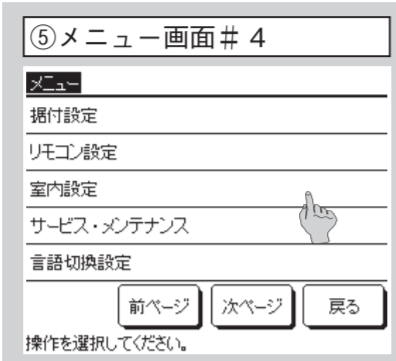 ⑤メニュー画面＃４
メニュー
据付設定
リモコン設定
室内設定
サービス・メンテナンス
言語切換設定
前ページ 次ページ 戻る
操作を選択してください。